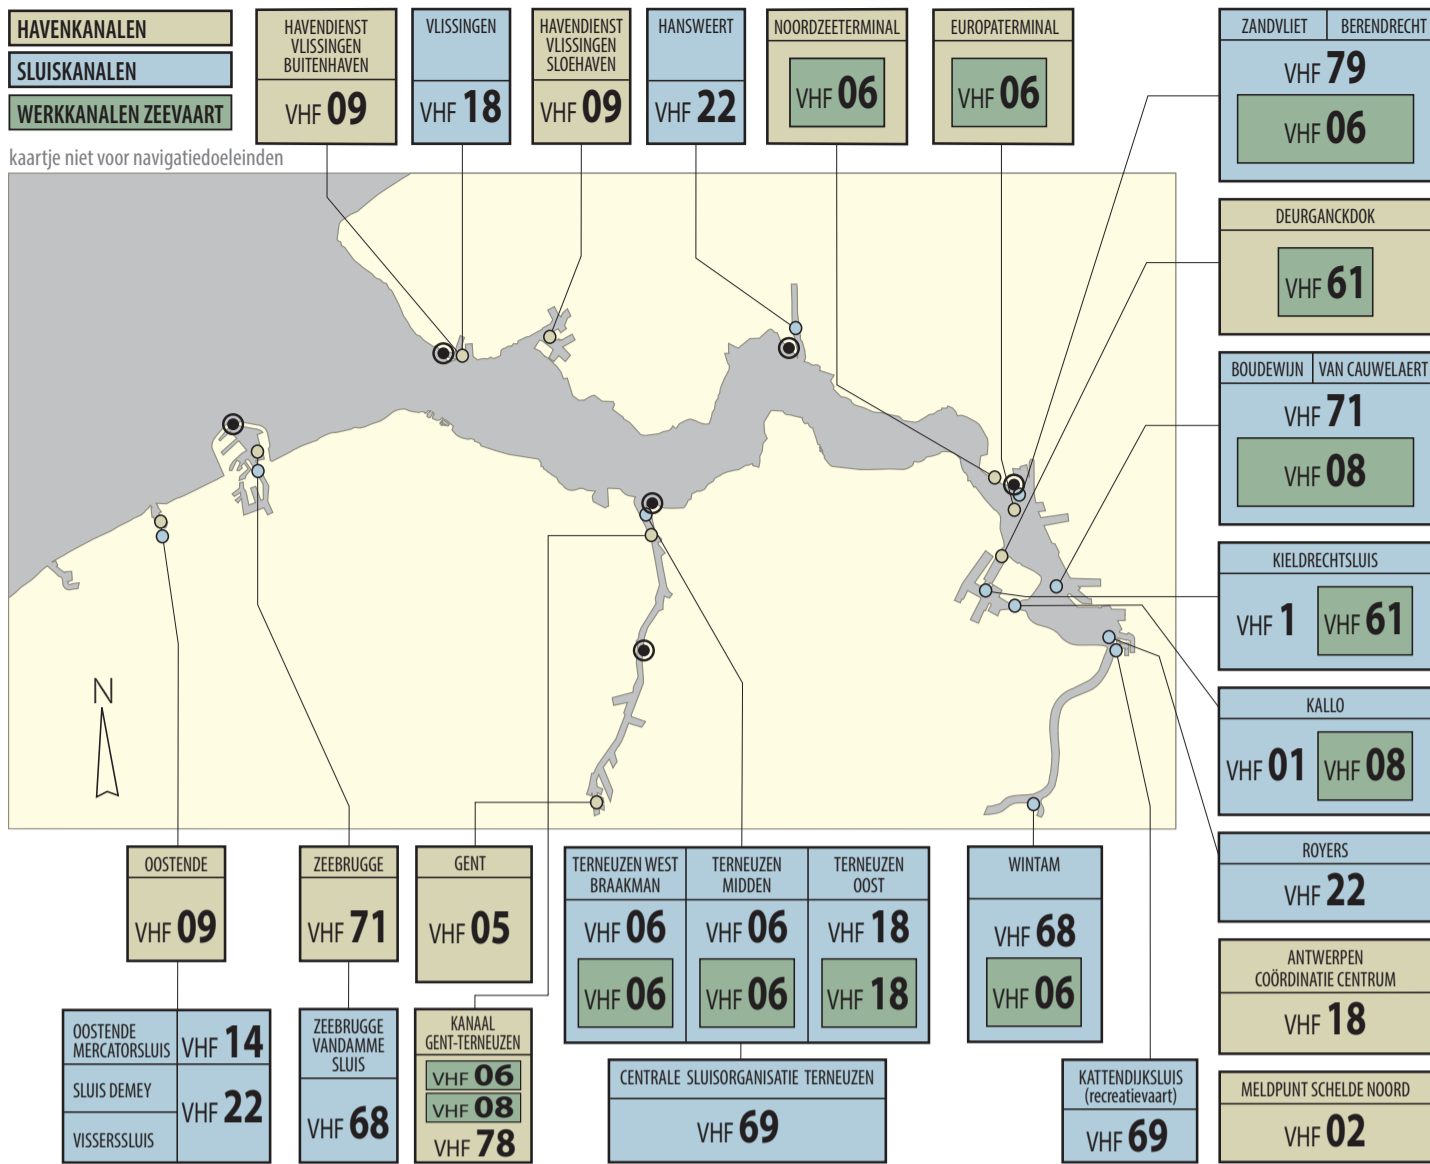 HAVENKANALEN
SLUISKANALEN
WERKKANALEN ZEEVAART
kaartje niet voor navigatiedoeleinden
HAVENDIENST
VLISSINGEN
BUITENHAVEN
VHF 09
VLISSINGEN
VHF 18
HAVENDIENST
VLISSINGEN
SLOEHAVEN
VHF 09
HANSWEERT
VHF 22
NOORDZEETERMINAL
VHF 06
EUROPATERMINAL
VHF 06
ZANDVLIET BERENDRECHT
VHF 79
VHF 06
DEURGANCKDOK
VHF 61
BOUDEWIJN VAN CAUWELAERT
VHF 71
VHF 08
KIELDRECHTSLUIS
VHF 1 VHF 61
KALLO
VHF 01 VHF 08
ROYERS
VHF 22
ANTWERPEN
COÖRDINATIE CENTRUM
VHF 18
MELDPUNT SCHELDE NOORD
VHF 02
N
OOSTENDE
VHF 09
OOSTENDE
MERCATORSLUIS
VHF 14
SLUIS DEMEY
VISSERSSLUIS
VHF 22
ZEEBRUGGE
VHF 71
ZEEBRUGGE
VANDAMME
SLUIS
VHF 68
GENT
VHF 05
KANAAL
GENT-TERNEUZEN
VHF 06
VHF 08
VHF 78
TERNEUZEN WEST
BRAAKMAN
VHF 06
VHF 06
TERNEUZEN
MIDDEN
VHF 06
VHF 06
TERNEUZEN
OOST
VHF 18
VHF 18
CENTRALE SLUISORGANISATIE TERNEUZEN
VHF 69
WINTAM
VHF 68
VHF 06
KATTENDIJKSLUIS
(recreatievaart)
VHF 69